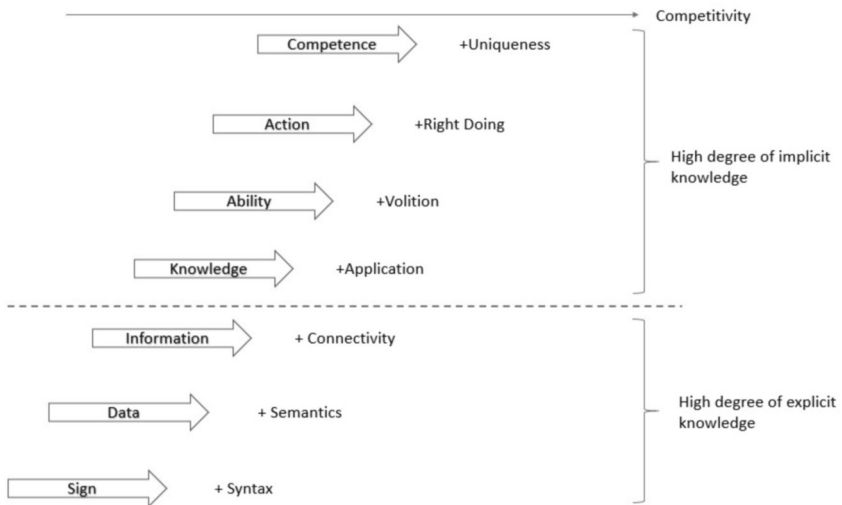 Competitivity
Competence +Uniqueness
Action +Right Doing
High degree of implicit
knowledge
Ability +Volition
Knowledge +Application
Information + Connectivity
High degree of explicit
knowledge
Data + Semantics
Sign + Syntax